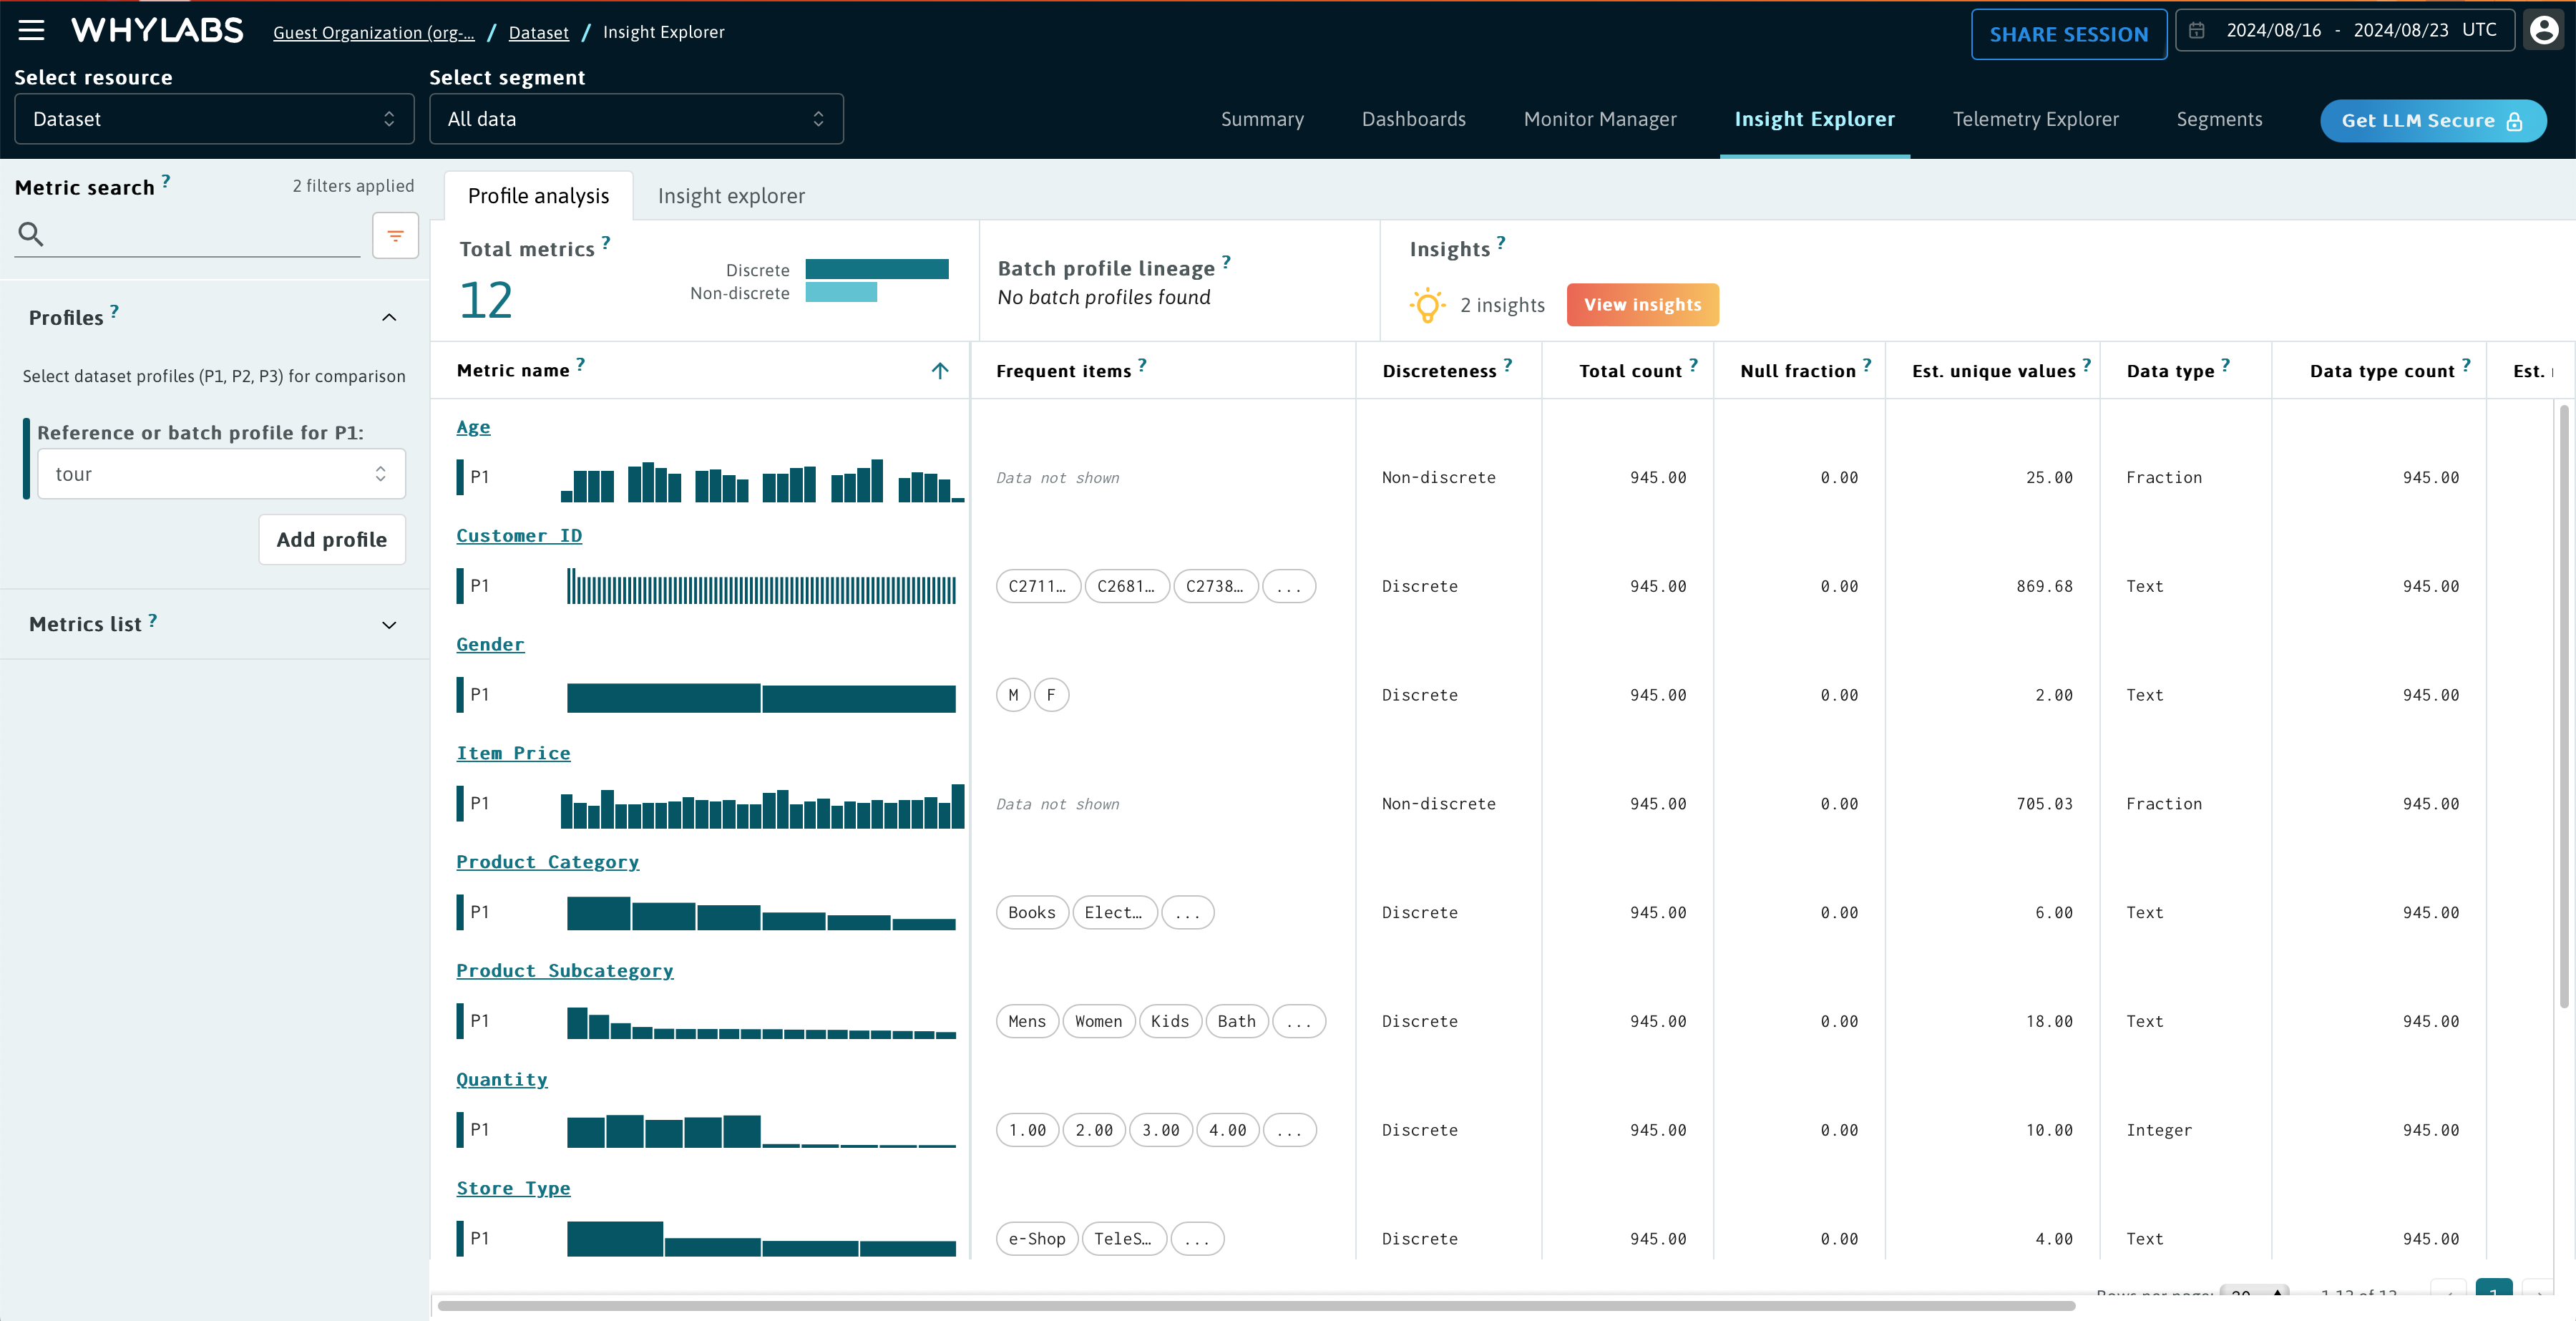 WHYLABS Guest Organization (org-... / Dataset / Insight Explorer SHARE SESSION 2024/08/16 - 2024/08/23 UTC
Select resource Select segment
Dataset All data Summary Dashboards Monitor Manager Insight Explorer Telemetry Explorer Segments Get LLM Secure
Metric search ? 2 filters applied
Profiles ?
Select dataset profiles (P1, P2, P3) for comparison
Reference or batch profile for P1:
tour
Add profile
Metrics list ?
Profile analysis Insight explorer
Total metrics ?
12
Discrete
Non-discrete
Batch profile lineage ?
No batch profiles found
Insights ?
2 insights View insights
Metric name ? Frequent items ? Discreteness ? Total count ? Null fraction ? Est. unique values ? Data type ? Data type count ? Est.
Age
P1 Data not shown Non-discrete 945.00 0.00 25.00 Fraction 945.00
Customer ID
P1 C2711… C2681… C2738… ... Discrete 945.00 0.00 869.68 Text 945.00
Gender
P1 M F Discrete 945.00 0.00 2.00 Text 945.00
Item Price
P1 Data not shown Non-discrete 945.00 0.00 705.03 Fraction 945.00
Product Category
P1 Books Elect… ... Discrete 945.00 0.00 6.00 Text 945.00
Product Subcategory
P1 Mens Women Kids Bath ... Discrete 945.00 0.00 18.00 Text 945.00
Quantity
P1 1.00 2.00 3.00 4.00 ... Discrete 945.00 0.00 10.00 Integer 945.00
Store Type
P1 e-Shop TeleS… ... Discrete 945.00 0.00 4.00 Text 945.00